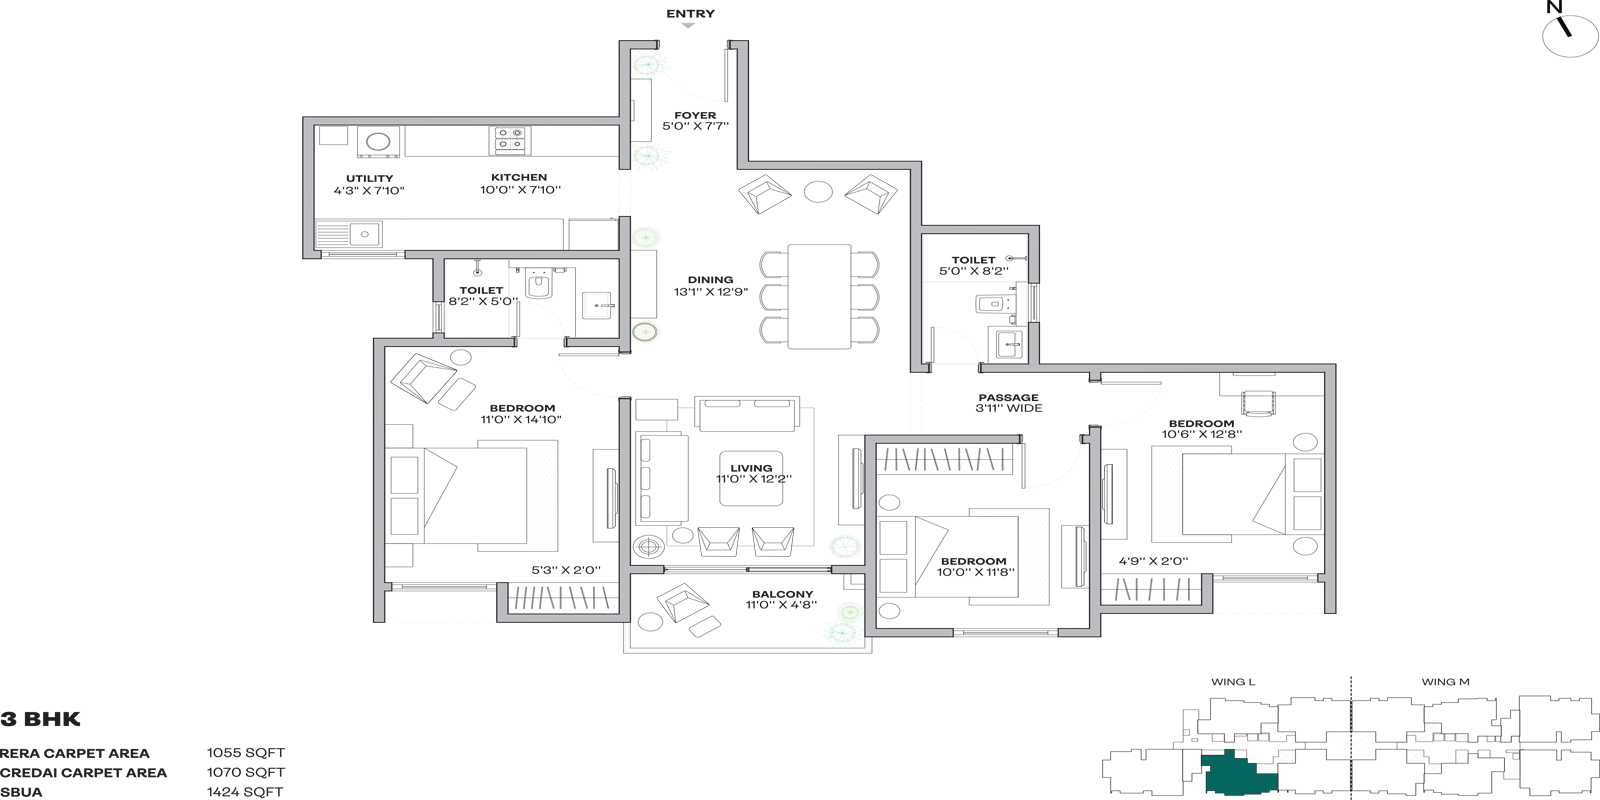 ENTRY
N
FOYER
5'0'' X 7'7''
UTILITY
4'3" X 7'10"
KITCHEN
10'0'' X 7'10''
TOILET
8'2'' X 5'0''
DINING
13'1'' X 12'9"
TOILET
5'0'' X 8'2''
PASSAGE
3'11'' WIDE
BEDROOM
11'0'' X 14'10"
BEDROOM
10'6'' X 12'8''
LIVING
11'0'' X 12'2''
5'3'' X 2'0''
BEDROOM
10'0'' X 11'8''
4'9'' X 2'0''
BALCONY
11'0'' X 4'8''
WING L
WING M
3 BHK
RERA CARPET AREA 1055 SQFT
CREDAI CARPET AREA 1070 SQFT
SBUA 1424 SQFT